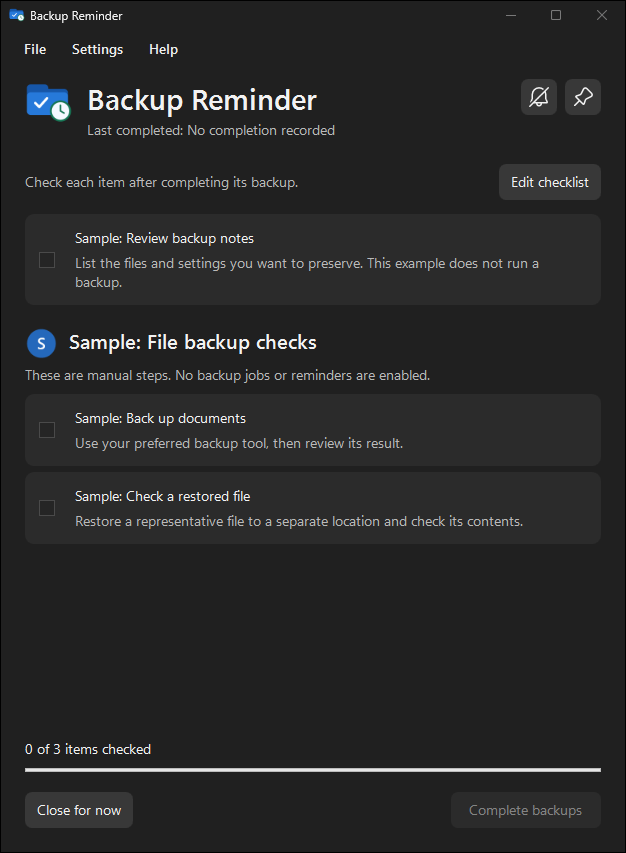 Backup Reminder
File Settings Help
Backup Reminder
Last completed: No completion recorded
Check each item after completing its backup.
Edit checklist
Sample: Review backup notes
List the files and settings you want to preserve. This example does not run a
backup.
S
Sample: File backup checks
These are manual steps. No backup jobs or reminders are enabled.
Sample: Back up documents
Use your preferred backup tool, then review its result.
Sample: Check a restored file
Restore a representative file to a separate location and check its contents.
0 of 3 items checked
Close for now
Complete backups